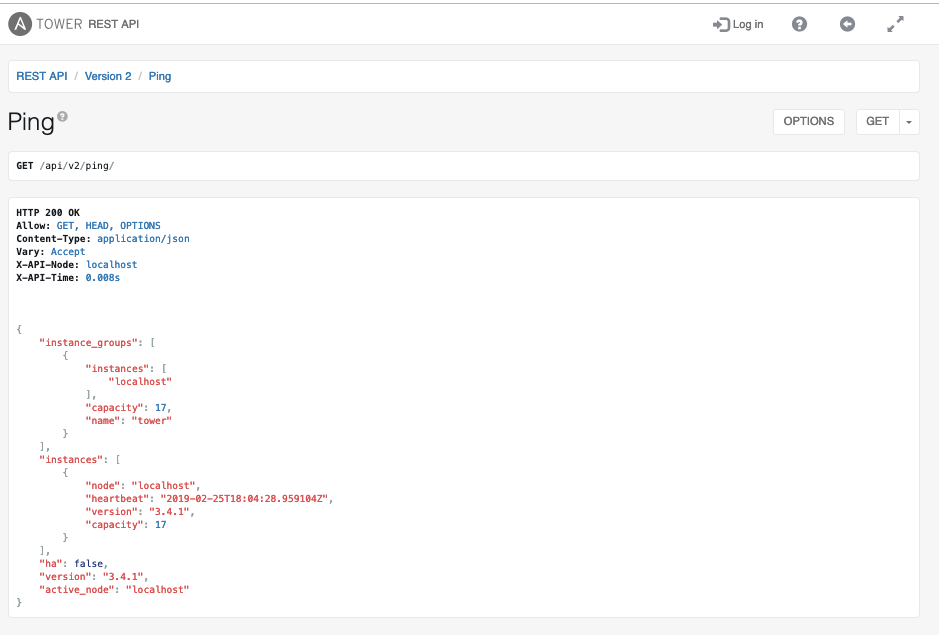 A TOWER REST API Log in ?
REST API / Version 2 / Ping
Ping ?
OPTIONS GET
GET /api/v2/ping/
HTTP 200 OK
Allow: GET, HEAD, OPTIONS
Content-Type: application/json
Vary: Accept
X-API-Node: localhost
X-API-Time: 0.008s
{
    "instance_groups": [
        {
            "instances": [
                "localhost"
            ],
            "capacity": 17,
            "name": "tower"
        }
    ],
    "instances": [
        {
            "node": "localhost",
            "heartbeat": "2019-02-25T18:04:28.959104Z",
            "version": "3.4.1",
            "capacity": 17
        }
    ],
    "ha": false,
    "version": "3.4.1",
    "active_node": "localhost"
}